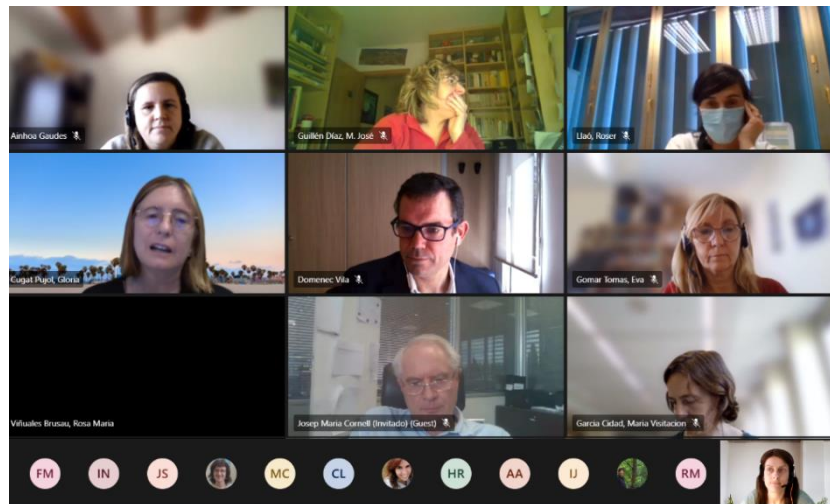 Ainhoa Gaudes
Guillén Díaz, M. José
Llaó, Roser
Cugat Pujol, Glòria
Domenec Vila
Gomar Tomas, Eva
Viñuales Brusau, Rosa Maria
Josep Maria Cornell (Invitado) (Guest)
Garcia Cidad, Maria Visitacion
FM
IN
JS
MC
CL
HR
AA
IJ
RM